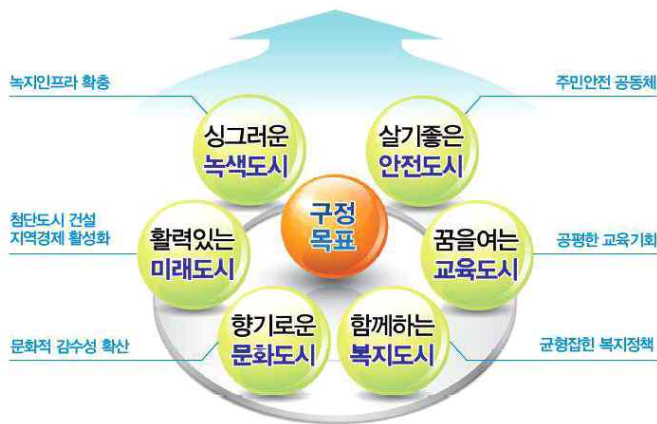 녹지인프라 확충
주민안전 공동체
싱그러운
녹색도시
살기좋은
안전도시
구정
목표
첨단도시 건설
지역경제 활성화
활력있는
미래도시
꿈을여는
교육도시
공평한 교육기회
향기로운
문화도시
함께하는
복지도시
문화적 감수성 확산
균형잡힌 복지정책